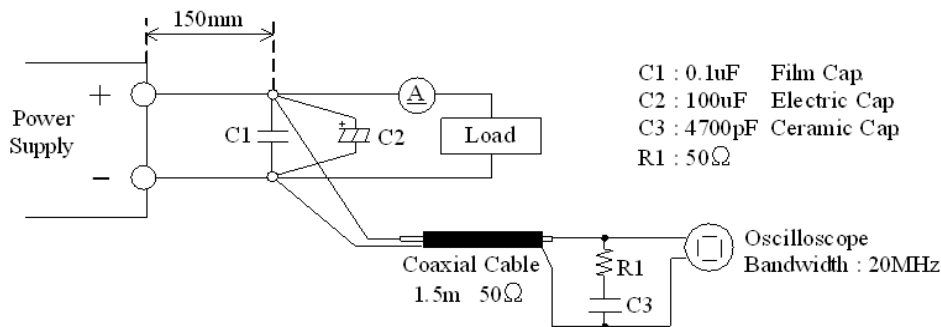 150mm
+
Power
Supply
−
C1
+
C2
A
Load
C1 : 0.1uF Film Cap
C2 : 100uF Electric Cap
C3 : 4700pF Ceramic Cap
R1 : 50Ω
Coaxial Cable
1.5m 50Ω
R1
C3
Oscilloscope
Bandwidth : 20MHz